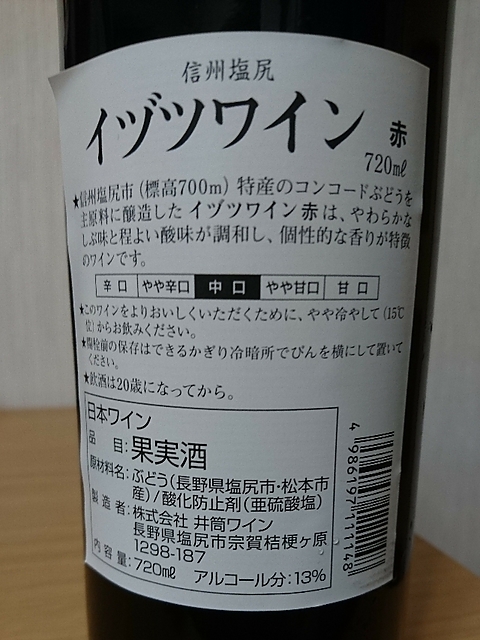 信州塩尻
イヅツワイン 赤
720㎖
★信州塩尻市(標高700m)特産のコンコードぶどうを
主原料に醸造したイヅツワイン赤は、やわらかな
しぶ味と程よい酸味が調和し、個性的な香りが特徴
のワインです。
辛口 やや辛口 中口 やや甘口 甘口
★このワインをよりおいしくいただくために、やや冷やして(15℃
位)からお飲みください。
★開栓前の保存はできるかぎり冷暗所でびんを横にして置いて
ください。
★飲酒は20歳になってから。
日本ワイン
品目:果実酒
原材料名:ぶどう(長野県塩尻市・松本市
産)/酸化防止剤(亜硫酸塩)
製造者:株式会社 井筒ワイン
長野県塩尻市宗賀桔梗ヶ原
1298-187
内容量:720㎖ アルコール分:13%
4 986197 111148